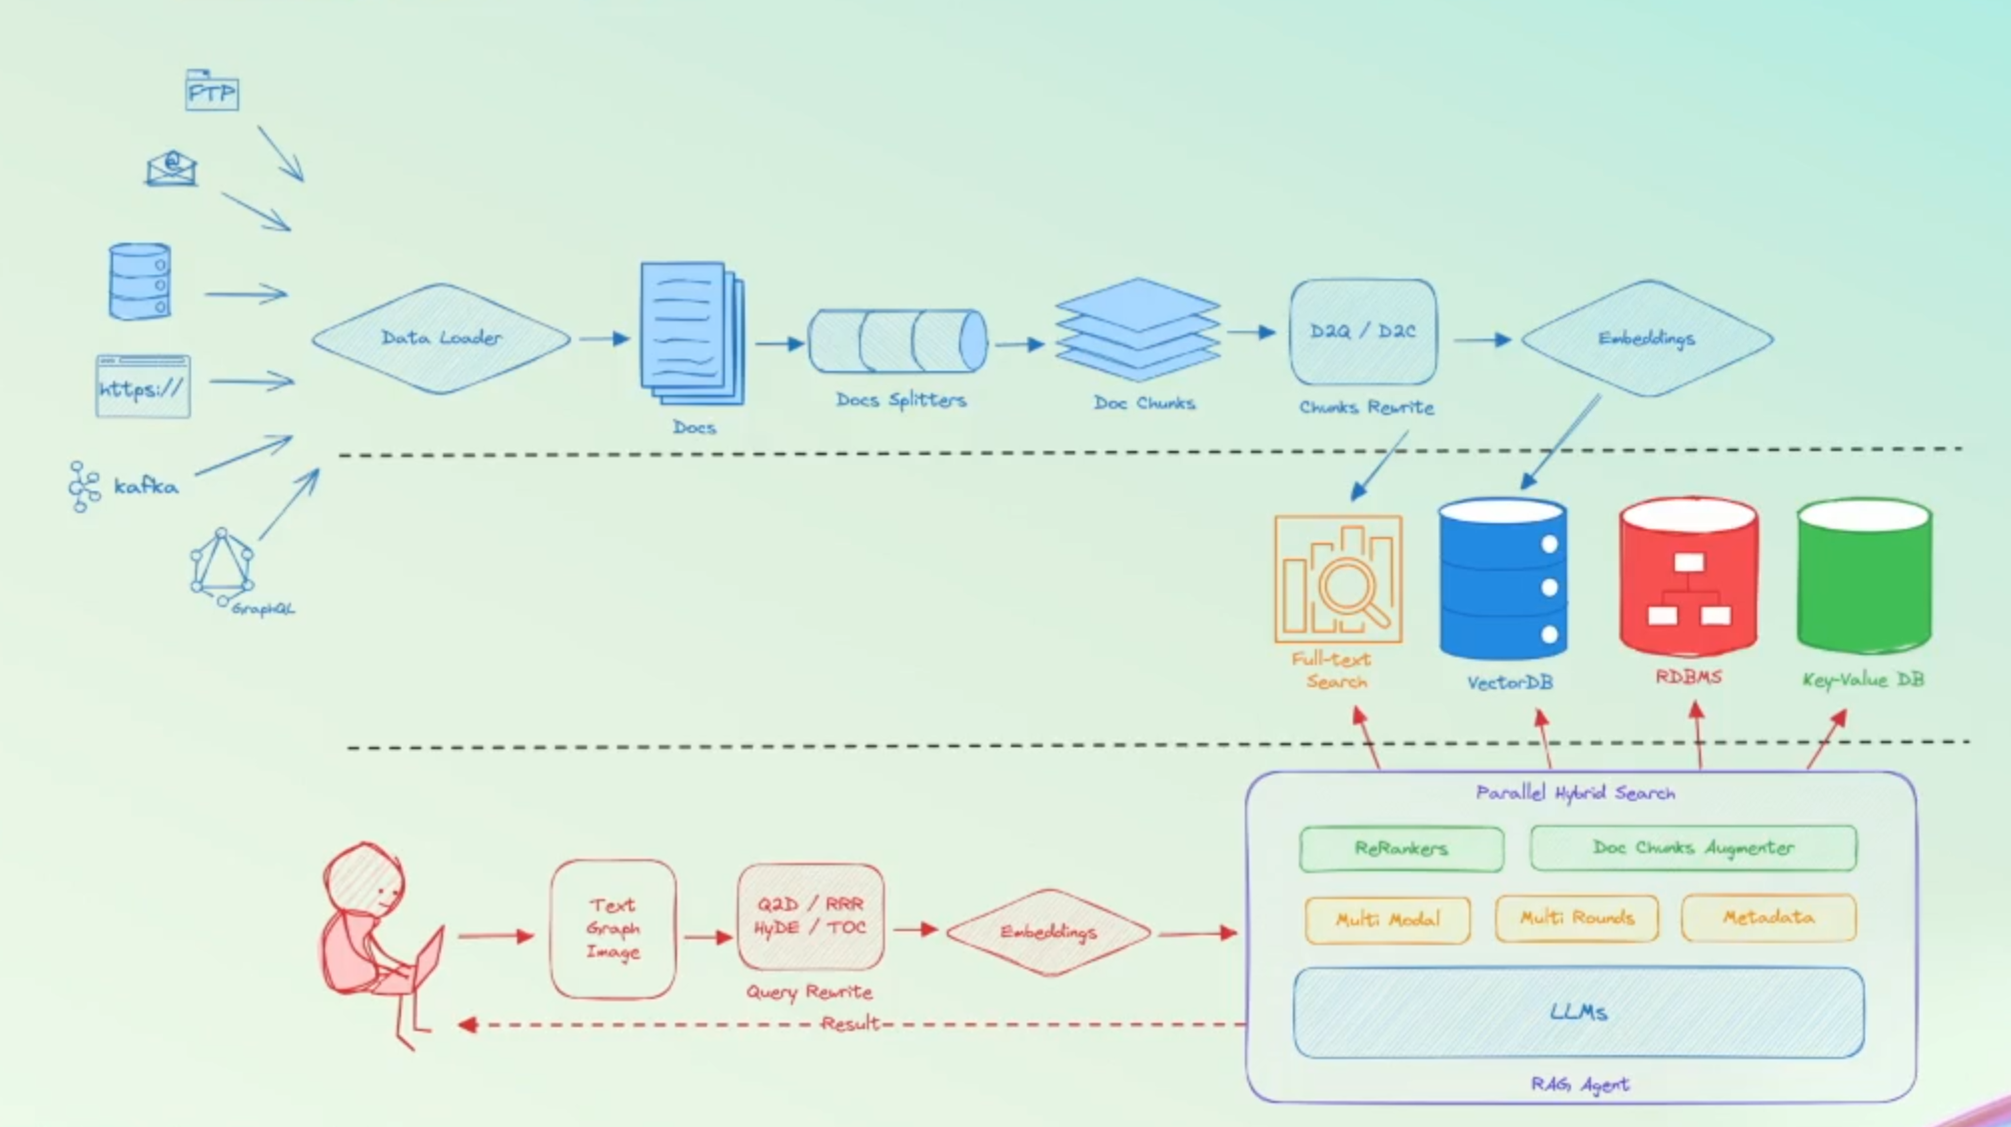 FTP
@
https://
kafka
GraphQL
Data Loader
Docs
Docs Splitters
Doc Chunks
D2Q / D2C
Chunks Rewrite
Embeddings
Full-text
Search
VectorDB
RDBMS
Key-Value DB
Text
Graph
Image
Q2D / RRR
HyDE / TOC
Query Rewrite
Embeddings
Result
Parallel Hybrid Search
ReRankers
Doc Chunks Augmenter
Multi Modal
Multi Rounds
Metadata
LLMs
RAG Agent